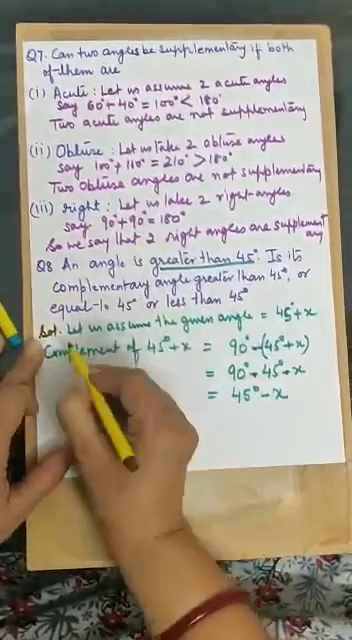 Q7. Can two angles be supplementary if both
of them are
(i) Acute : Let us assume 2 acute angles
say 60°+40° = 100° < 180°
Two acute angles are not supplementary
(ii) Obtuse : Let us take 2 obtuse angles
say 100°+110° = 210° > 180°
Two obtuse angles are not supplementary
(iii) right : Let us take 2 right-angles
say 90°+90° = 180°
So we say that 2 right angles are supplement
ary
Q8 An angle is greater than 45°. Is its
complementary angle greater than 45°, or
equal to 45° or less than 45°
Sol. Let us assume the given angle = 45°+x
Complement of 45°+x = 90°-(45°+x)
= 90°-45°+x
= 45°-x